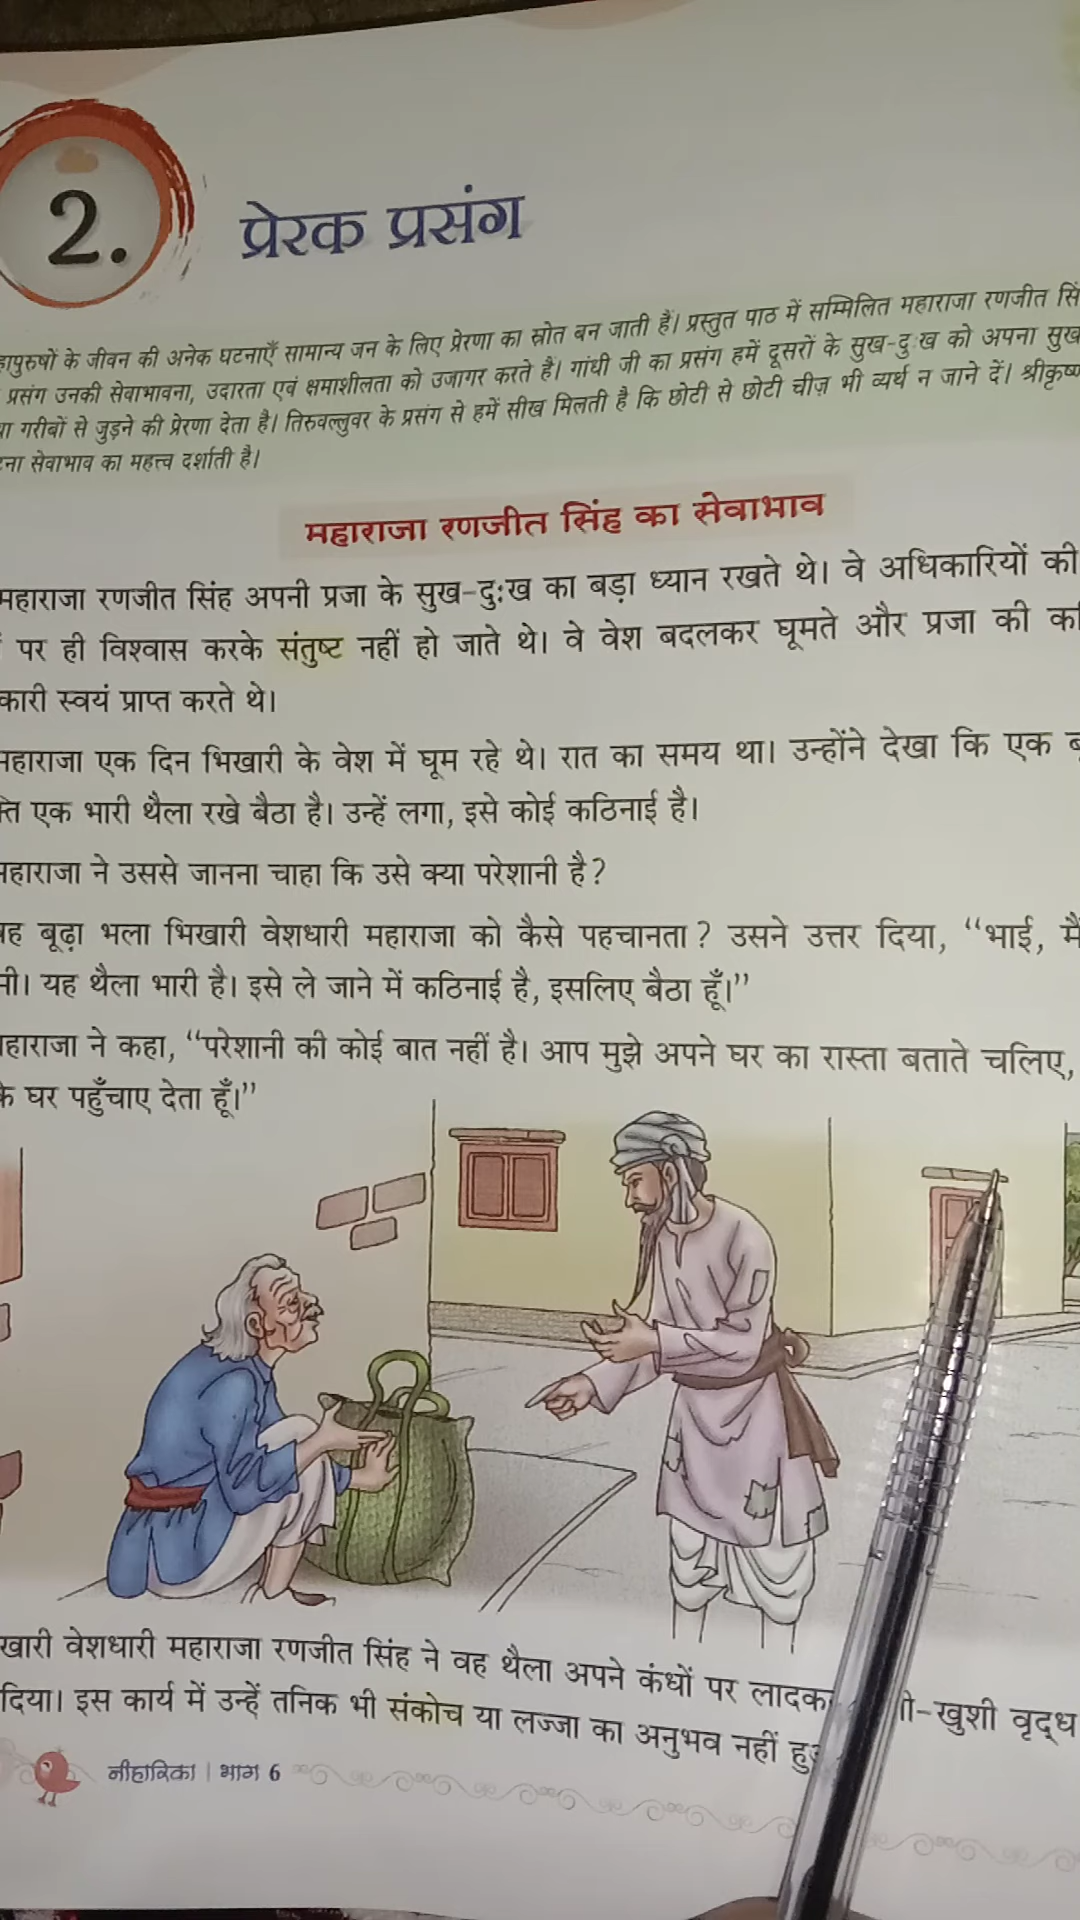 2.
प्रेरक प्रसंग
के जीवन की अनेक घटनाएँ सामान्य जन के लिए प्रेरणा का स्रोत बन जाती हैं। प्रस्तुत पाठ में सम्मिलित महाराजा रणजीत
प्रसंग उनकी सेवाभावना, उदारता एवं क्षमाशीलता को उजागर करते हैं। गांधी जी का प्रसंग हमें दूसरों के सुख-दुःख को अपना सुख
गरीबों से जुड़ने की प्रेरणा देता है। तिरुवल्लुवर के प्रसंग से हमें सीख मिलती है कि छोटी से छोटी चीज़ भी व्यर्थ न जाने दें। श्रीकृष्ण
सेवाभाव का महत्त्व दर्शाती है।
महाराजा रणजीत सिंह का सेवाभाव
महाराजा रणजीत सिंह अपनी प्रजा के सुख-दुःख का बड़ा ध्यान रखते थे। वे अधिकारियों की
पर ही विश्वास करके संतुष्ट नहीं हो जाते थे। वे वेश बदलकर घूमते और प्रजा की
कारी स्वयं प्राप्त करते थे।
महाराजा एक दिन भिखारी के वेश में घूम रहे थे। रात का समय था। उन्होंने देखा कि एक
एक भारी थैला रखे बैठा है। उन्हें लगा, इसे कोई कठिनाई है।
महाराजा ने उससे जानना चाहा कि उसे क्या परेशानी है?
वह बूढ़ा भला भिखारी वेशधारी महाराजा को कैसे पहचानता? उसने उत्तर दिया, “भाई, मैं
यह थैला भारी है। इसे ले जाने में कठिनाई है, इसलिए बैठा हूँ।”
महाराजा ने कहा, “परेशानी की कोई बात नहीं है। आप मुझे अपने घर का रास्ता बताते चलिए,
के घर पहुँचाए देता हूँ।”
खारी वेशधारी महाराजा रणजीत सिंह ने वह थैला अपने कंधों पर खुशी वृद्ध
दिया। इस कार्य में उन्हें तनिक भी संकोच या लज्जा का अनुभव नहीं
नीहारिका | भाग 6